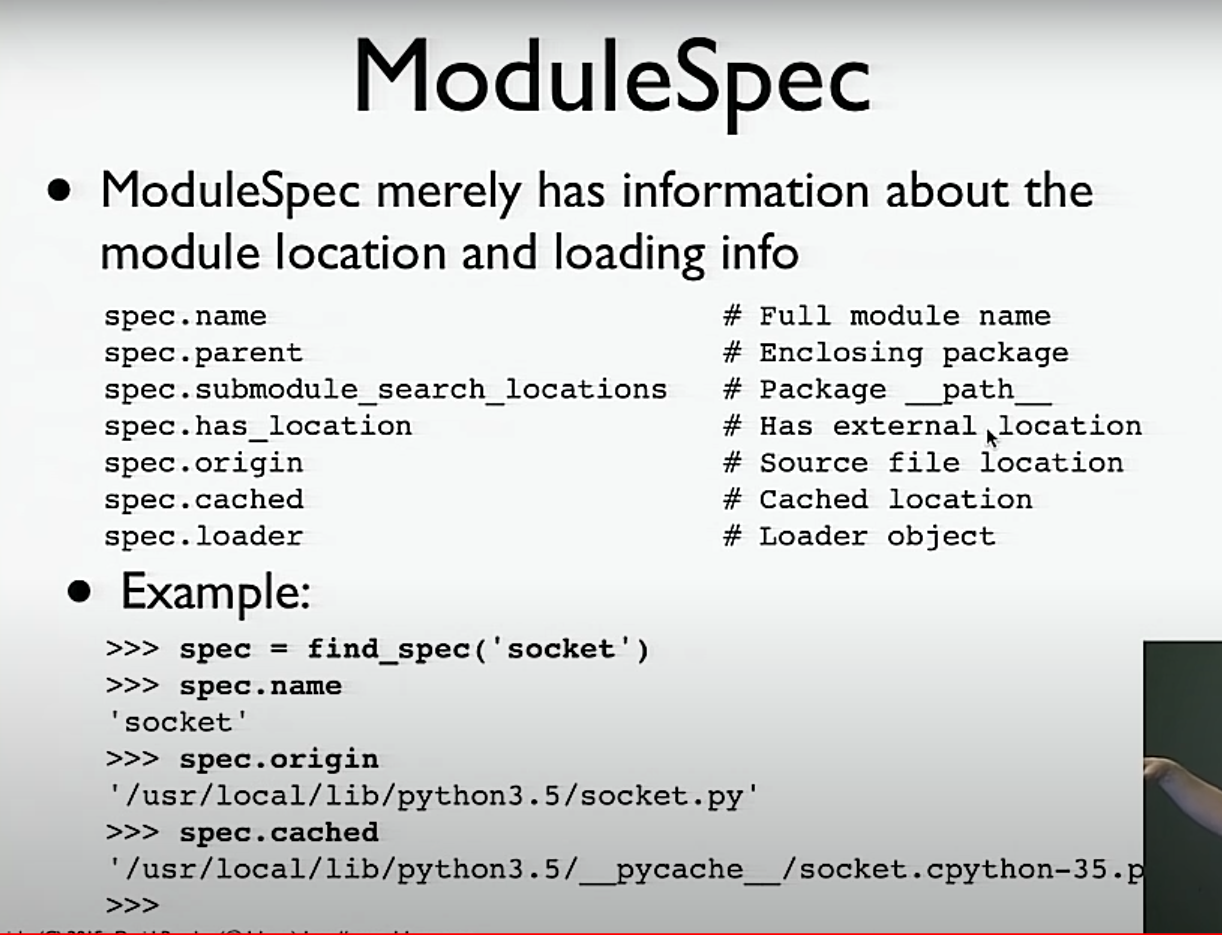 ModuleSpec
• ModuleSpec merely has information about the
module location and loading info
spec.name # Full module name
spec.parent # Enclosing package
spec.submodule_search_locations # Package __path__
spec.has_location # Has external location
spec.origin # Source file location
spec.cached # Cached location
spec.loader # Loader object
• Example:
>>> spec = find_spec('socket')
>>> spec.name
'socket'
>>> spec.origin
'/usr/local/lib/python3.5/socket.py'
>>> spec.cached
'/usr/local/lib/python3.5/__pycache__/socket.cpython-35.p
>>>